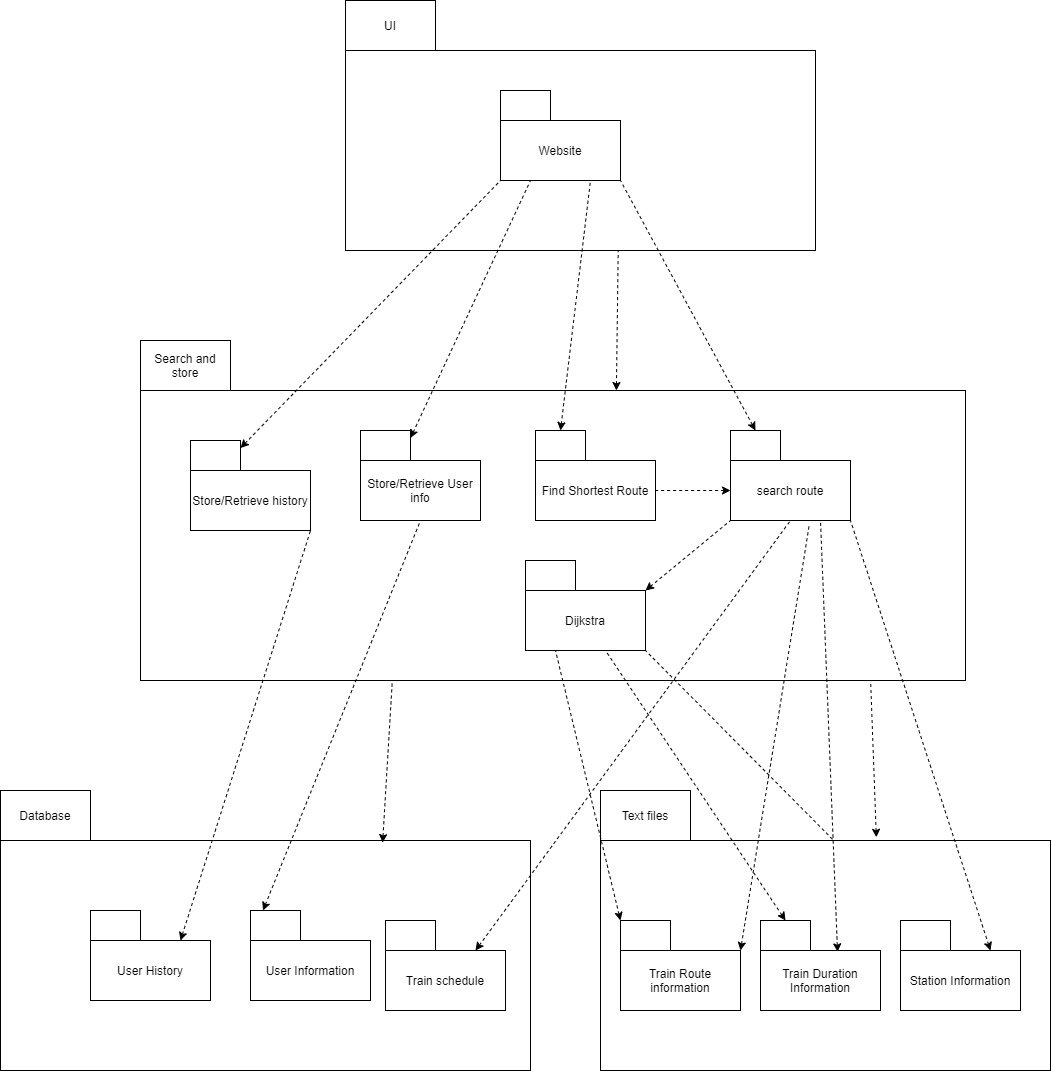 UI
Website
Search and
store
Store/Retrieve history
Store/Retrieve User
info
Find Shortest Route
search route
Dijkstra
Database
Text files
User History
User Information
Train schedule
Train Route
information
Train Duration
Information
Station Information